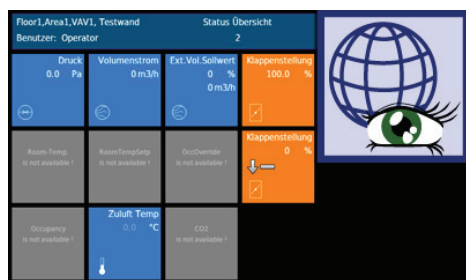 Floor1,Area1,VAV1, Testwand Status Übersicht
Benutzer: Operator 2
Druck
0.0 Pa
Volumenstrom
0 m3/h
Ext.Vol.Sollwert
0 %
0 m3/h
Klappenstellung
100.0 %
Room-Temp
is not available !
RoomTempSetp
is not available !
OccOverride
is not available !
Klappenstellung
0 %
Occupancy
is not available !
Zuluft Temp
0.0 °C
CO2
is not available !